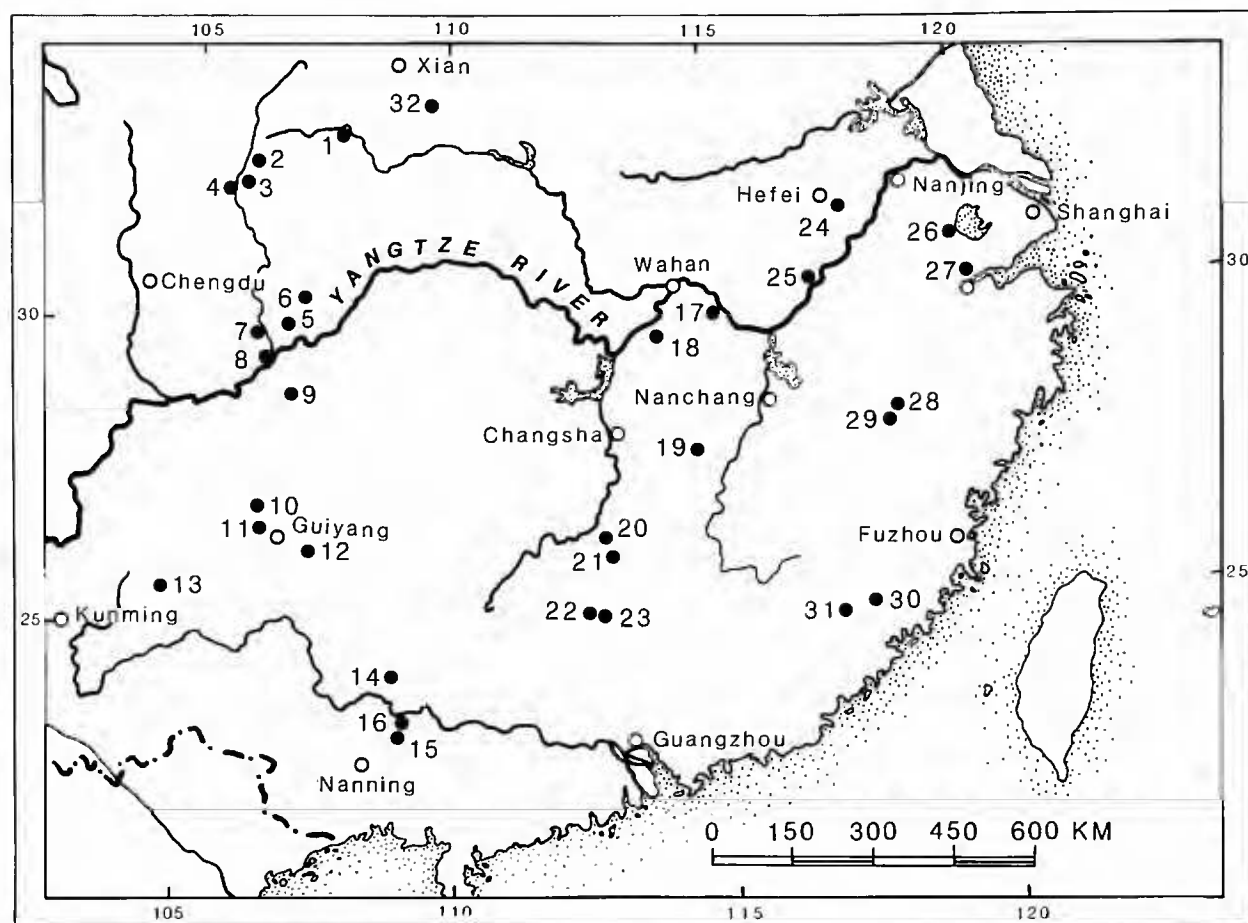 105 110 115 120
Xian
32
1
2
3
4
Hefei
Nanjing
24
Shanghai
26
YANGTZE RIVER
Wahan
25
27
Chengdu
6
30
30
5
17
7
18
8
9
Nanchang
28
29
Changsha
19
10
11
Guiyang
12
20
Fuzhou
21
13
25
22
23
31
30
Kunming
25
14
16
15
Guangzhou
Nanning
0 150 300 450 600 KM
105 110 115 120